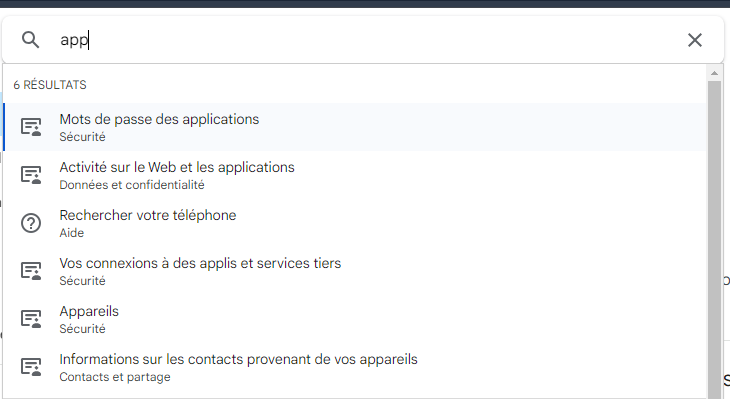 app
6 RÉSULTATS
Mots de passe des applications
Sécurité
Activité sur le Web et les applications
Données et confidentialité
Rechercher votre téléphone
Aide
Vos connexions à des applis et services tiers
Sécurité
Appareils
Sécurité
Informations sur les contacts provenant de vos appareils
Contacts et partage